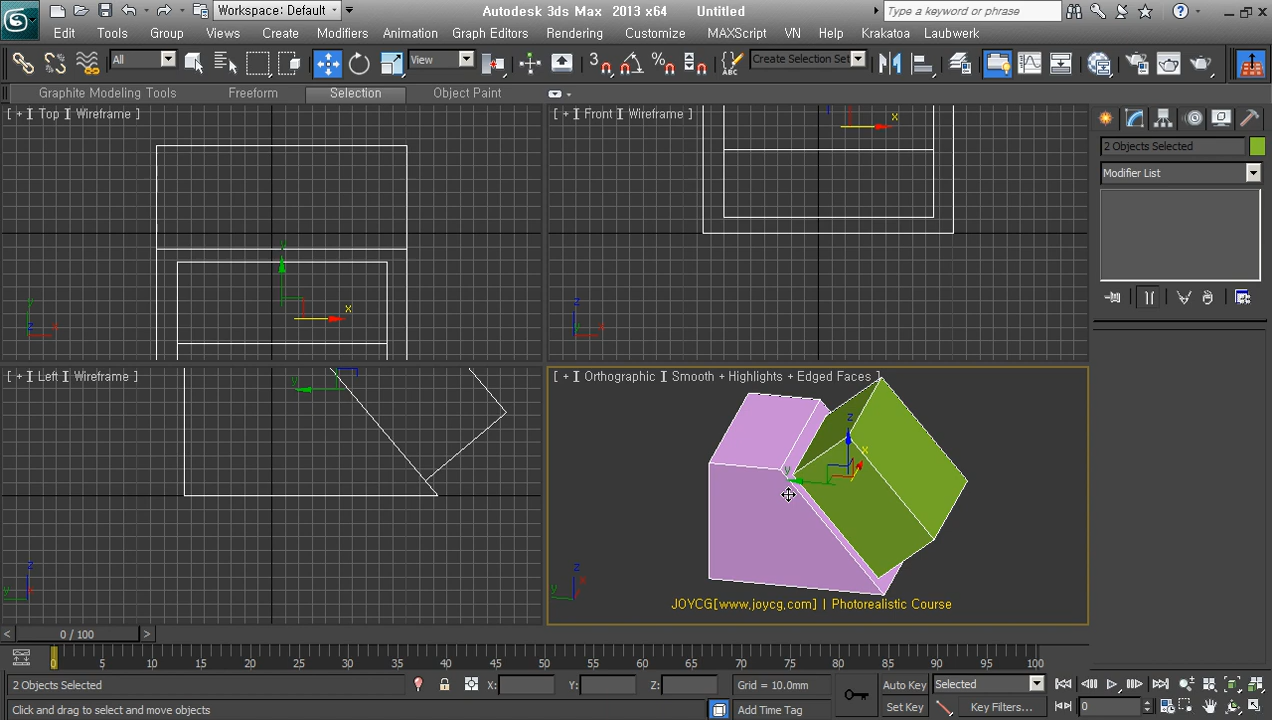 Workspace: Default
Autodesk 3ds Max 2013 x64 Untitled
Type a keyword or phrase
Edit Tools Group Views Create Modifiers Animation Graph Editors Rendering Customize MAXScript VN Help Krakatoa Laubwerk
All
View
3
Create Selection Set
Graphite Modeling Tools Freeform Selection Object Paint
[ + ] Top ] Wireframe ]
[ + ] Front ] Wireframe ]
2 Objects Selected
Modifier List
[ + ] Left ] Wireframe ]
[ + ] Orthographic ] Smooth + Highlights + Edged Faces ]
JOYCG[www.joycg.com] | Photorealistic Course
< 0 / 100 >
0 5 10 15 20 25 30 35 40 45 50 55 60 65 70 75 80 85 90 95 100
2 Objects Selected X: Y: Z: Grid = 10.0mm Auto Key Selected
Click and drag to select and move objects Add Time Tag Set Key Key Filters... 0